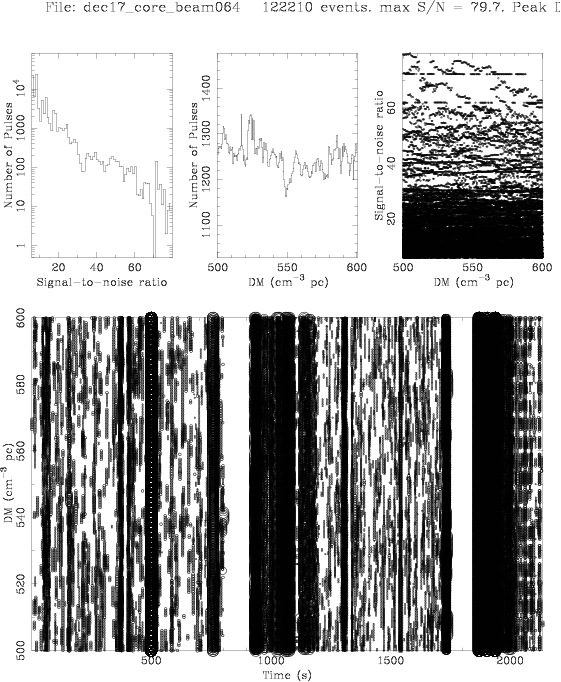 File: dec17_core_beam064 122210 events. max S/N = 79.7. Peak D
Number of Pulses
1 10 100 1000 10⁴
20 40 60
Signal−to−noise ratio
Number of Pulses
1100 1200 1300 1400
500 550 600
DM (cm⁻³ pc)
Signal−to−noise ratio
20 40 60
500 550 600
DM (cm⁻³ pc)
DM (cm⁻³ pc)
500 520 540 560 580 600
500 1000 1500 2000
Time (s)